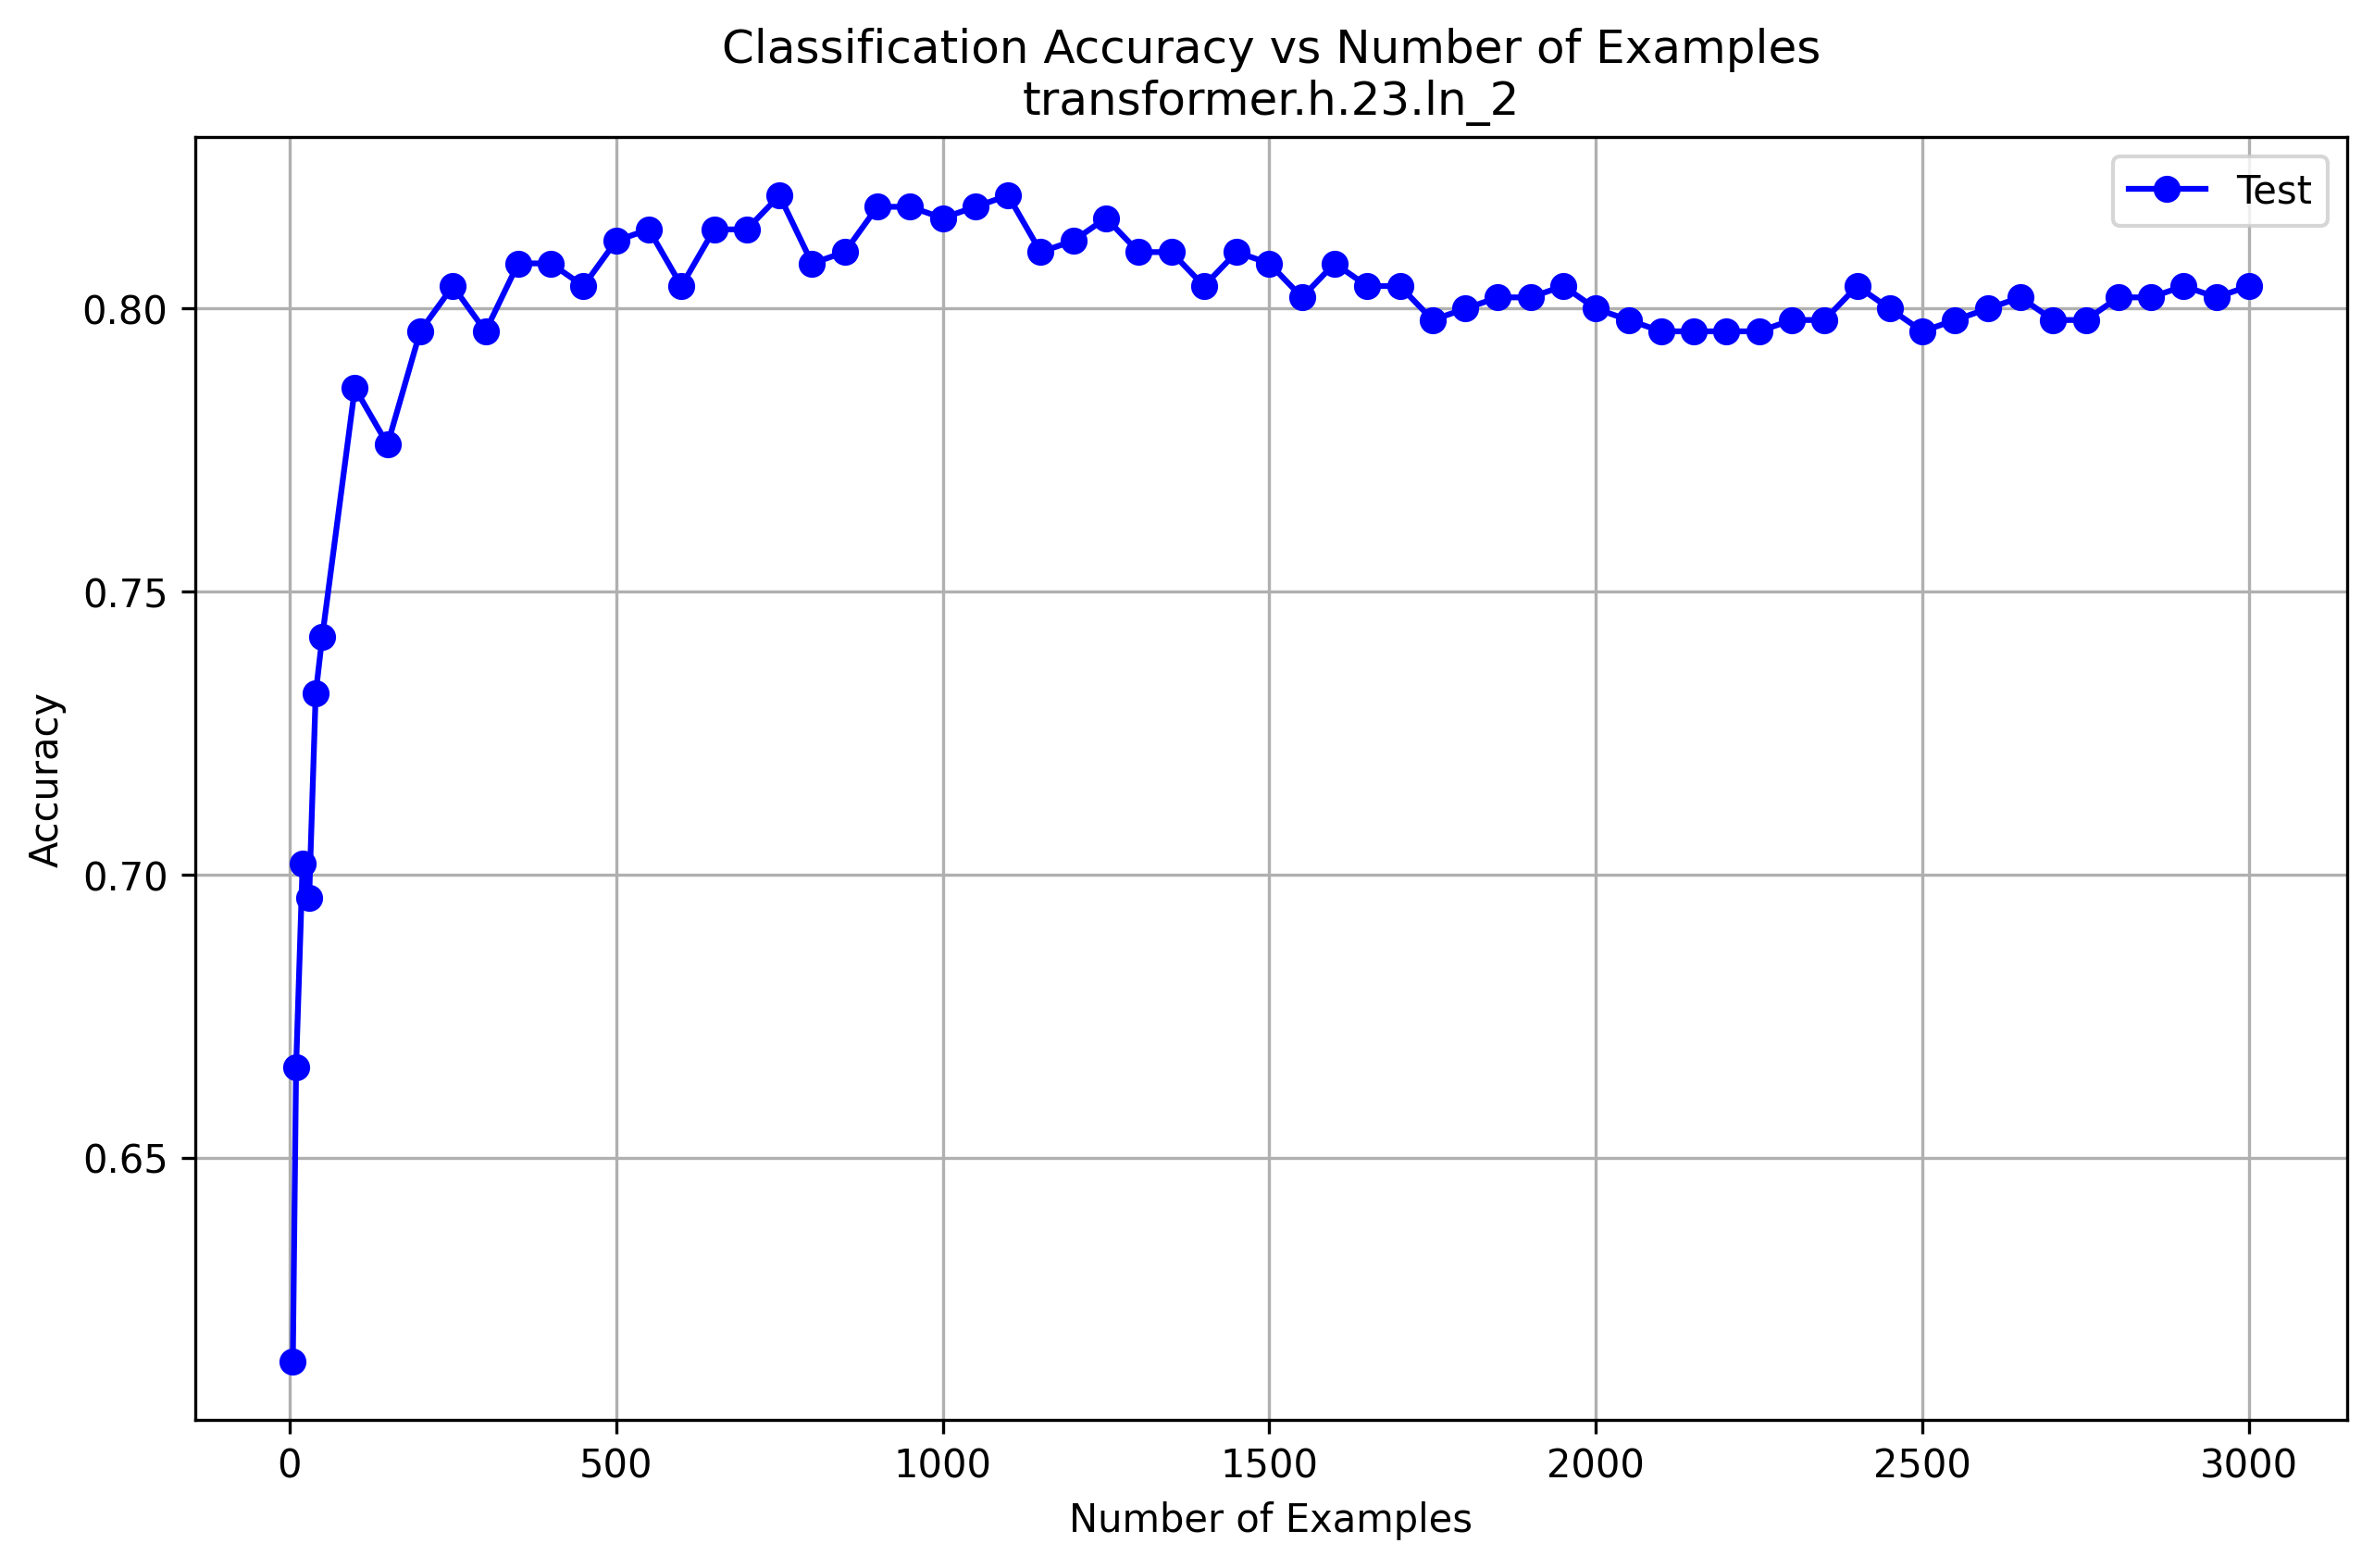 Classification Accuracy vs Number of Examples
transformer.h.23.ln_2
Test
0.80
0.75
0.70
0.65
Accuracy
0 500 1000 1500 2000 2500 3000
Number of Examples